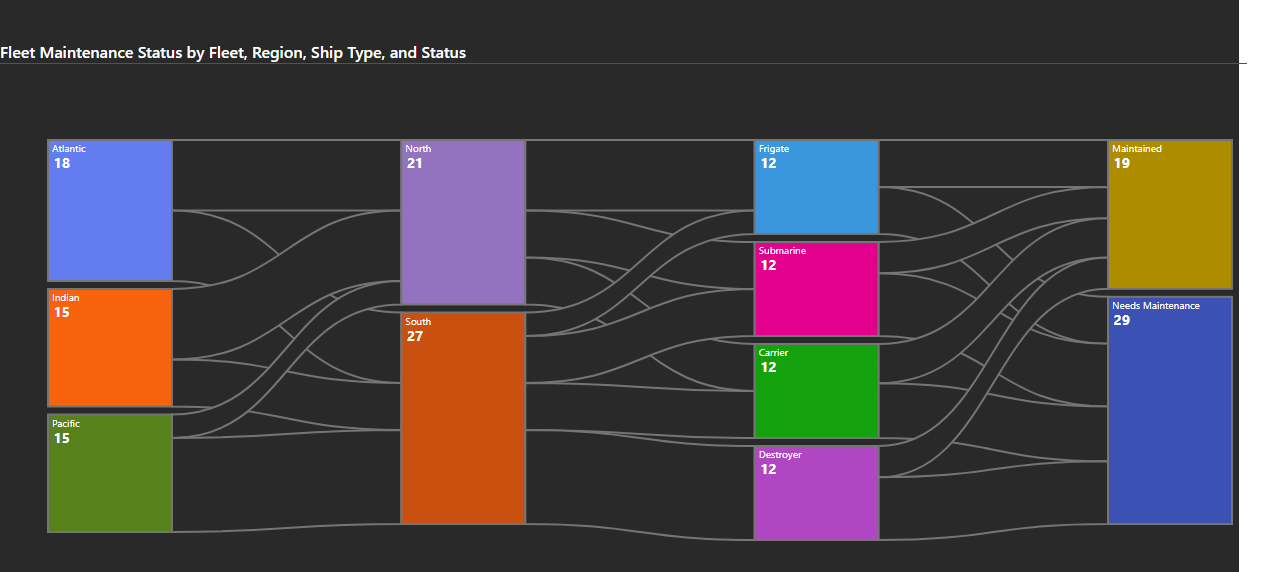 Fleet Maintenance Status by Fleet, Region, Ship Type, and Status
Atlantic
18
Indian
15
Pacific
15
North
21
South
27
Frigate
12
Submarine
12
Carrier
12
Destroyer
12
Maintained
19
Needs Maintenance
29